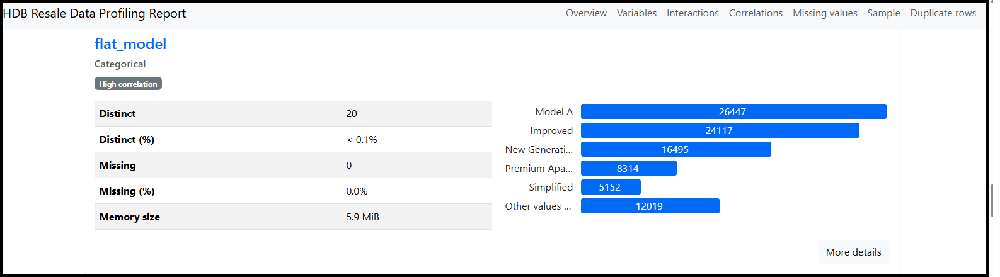 HDB Resale Data Profiling Report
Overview Variables Interactions Correlations Missing values Sample Duplicate rows
flat_model
Categorical
High correlation
Distinct 20
Distinct (%) < 0.1%
Missing 0
Missing (%) 0.0%
Memory size 5.9 MiB
Model A 26447
Improved 24117
New Generati... 16495
Premium Apa... 8314
Simplified 5152
Other values ... 12019
More details